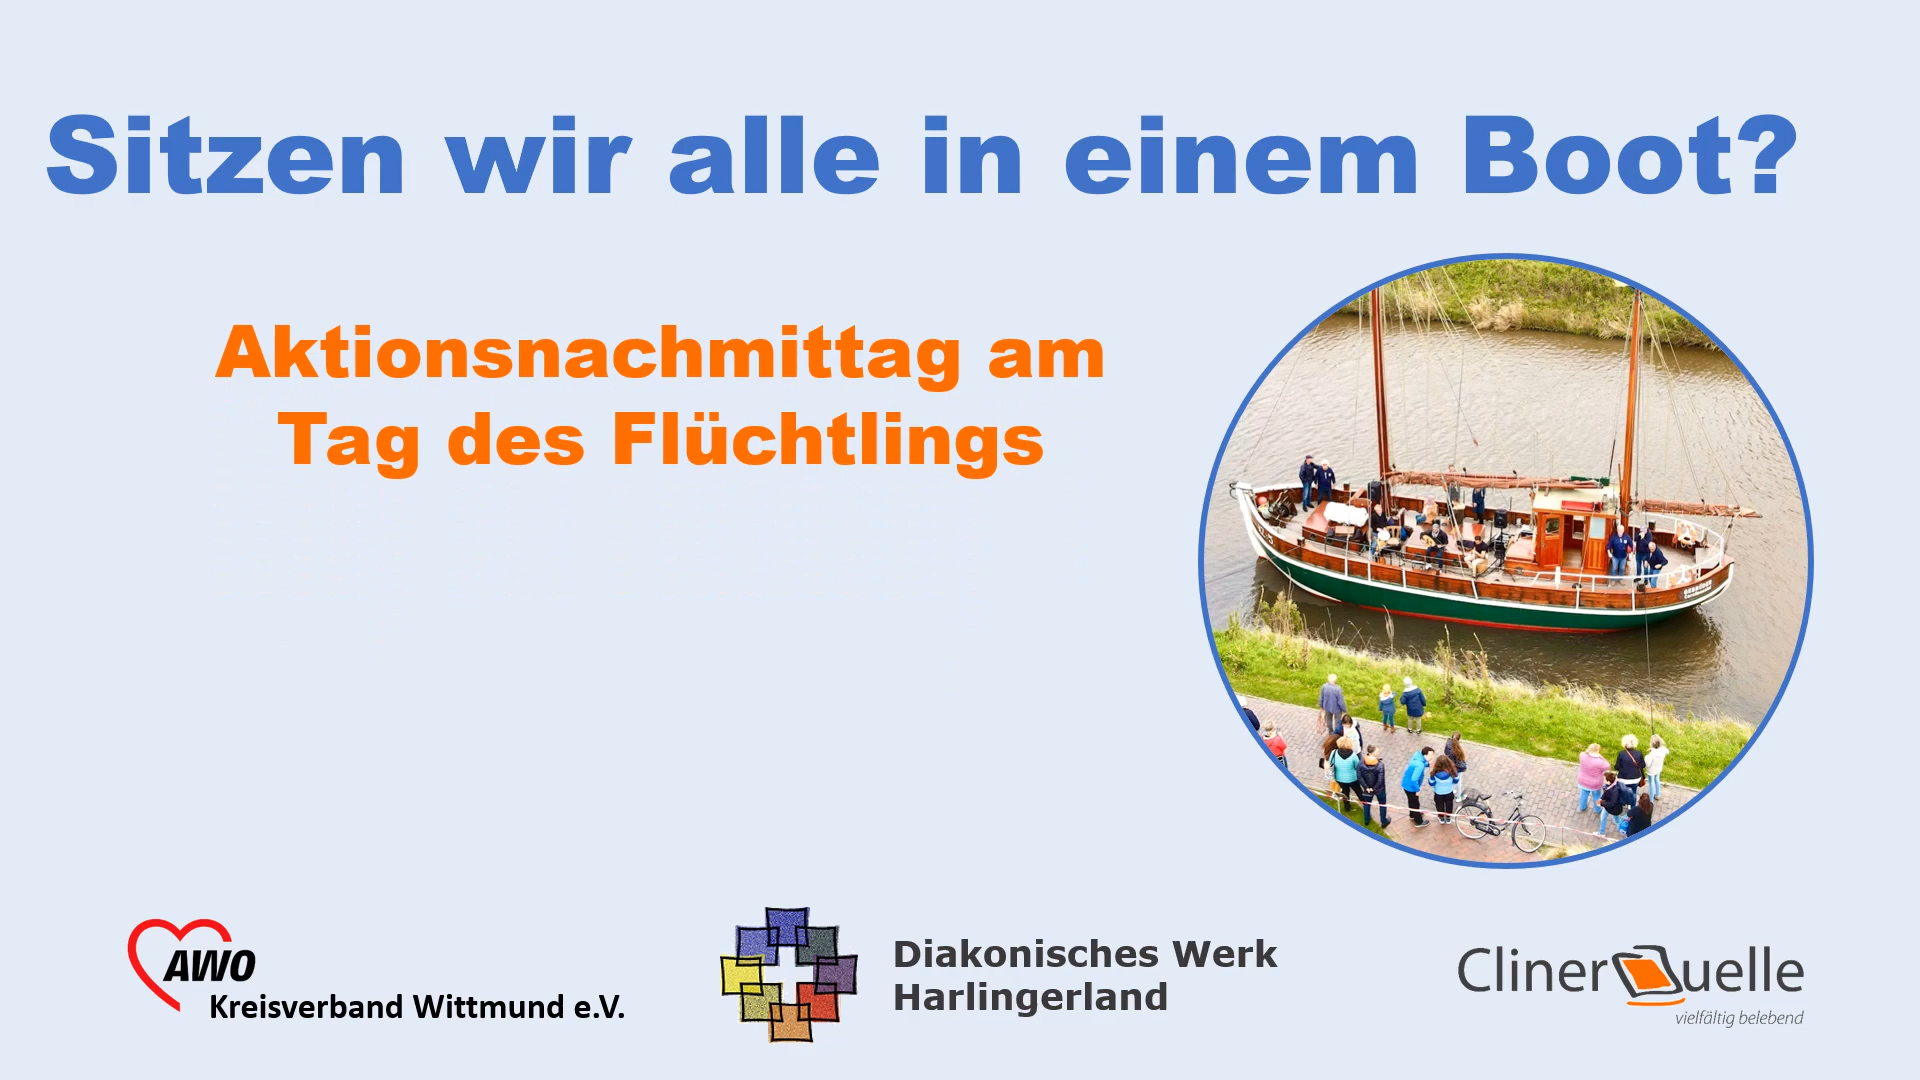 Sitzen wir alle in einem Boot?
Aktionsnachmittag am
Tag des Flüchtlings
AWO
Kreisverband Wittmund e.V.
Diakonisches Werk
Harlingerland
ClinerQuelle
vielfältig belebend